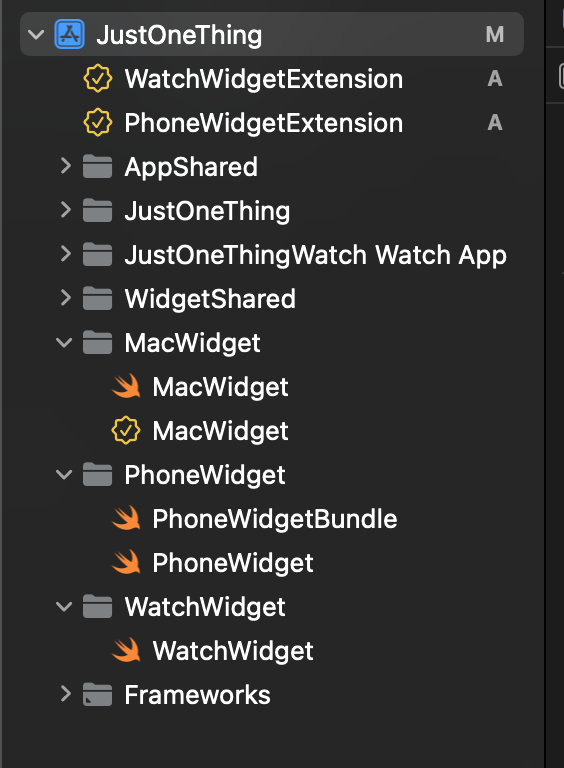 JustOneThing M
WatchWidgetExtension A
PhoneWidgetExtension A
AppShared
JustOneThing
JustOneThingWatch Watch App
WidgetShared
MacWidget
MacWidget
MacWidget
PhoneWidget
PhoneWidgetBundle
PhoneWidget
WatchWidget
WatchWidget
Frameworks